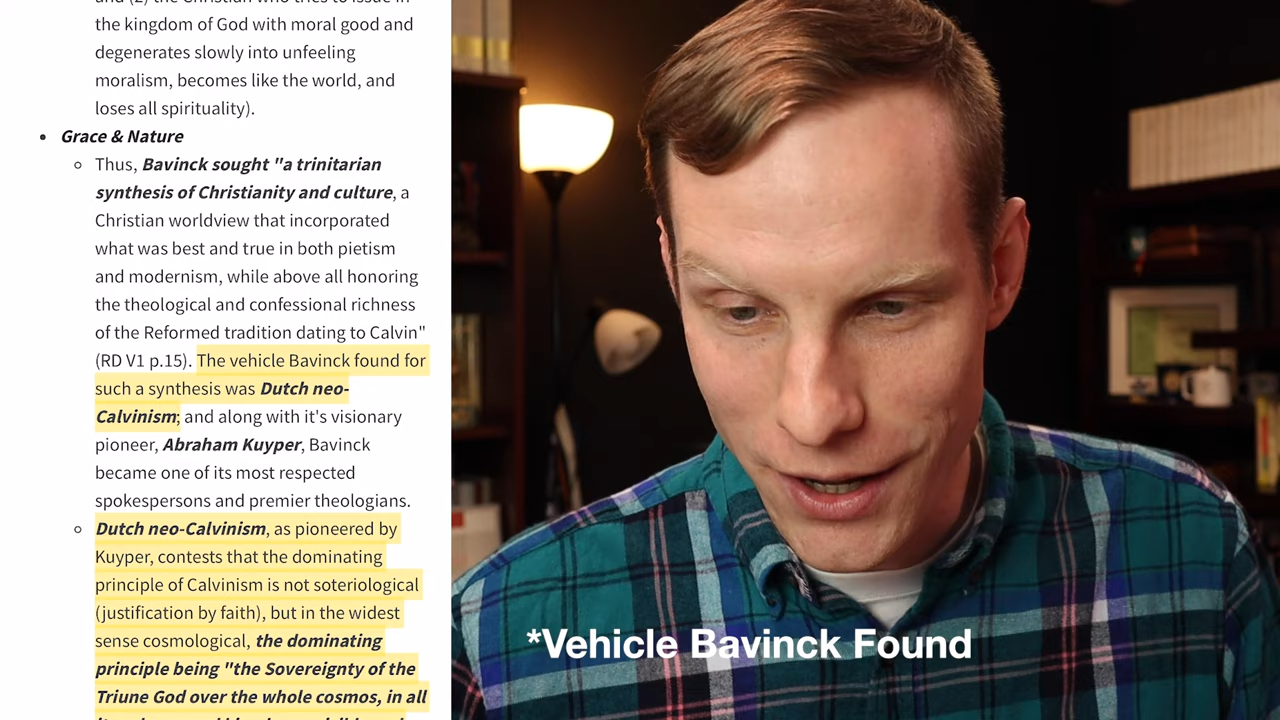 and (2) the Christian who tries to issue in
the kingdom of God with moral good and
degenerates slowly into unfeeling
moralism, becomes like the world, and
loses all spirituality).
• Grace & Nature
○ Thus, Bavinck sought "a trinitarian
synthesis of Christianity and culture, a
Christian worldview that incorporated
what was best and true in both pietism
and modernism, while above all honoring
the theological and confessional richness
of the Reformed tradition dating to Calvin"
(RD V1 p.15). The vehicle Bavinck found for
such a synthesis was Dutch neo-
Calvinism; and along with it's visionary
pioneer, Abraham Kuyper, Bavinck
became one of its most respected
spokespersons and premier theologians.
○ Dutch neo-Calvinism, as pioneered by
Kuyper, contests that the dominating
principle of Calvinism is not soteriological
(justification by faith), but in the widest
sense cosmological, the dominating
principle being "the Sovereignty of the
Triune God over the whole cosmos, in all
*Vehicle Bavinck Found